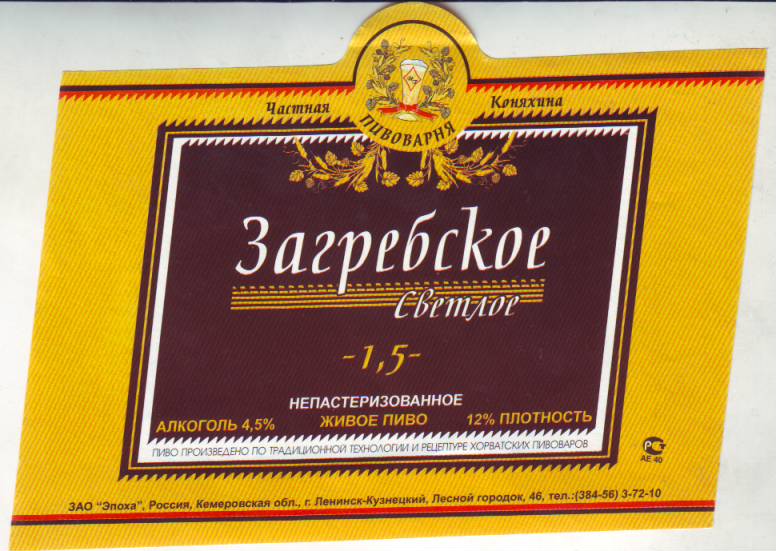 Частная ПИВОВАРНЯ Коняхина
Загребское
Светлое
-1,5-
НЕПАСТЕРИЗОВАННОЕ
АЛКОГОЛЬ 4,5% ЖИВОЕ ПИВО 12% ПЛОТНОСТЬ
ПИВО ПРОИЗВЕДЕНО ПО ТРАДИЦИОННОЙ ТЕХНОЛОГИИ И РЕЦЕПТУРЕ ХОРВАТСКИХ ПИВОВАРОВ
АЕ 40
ЗАО "Эпоха", Россия, Кемеровская обл., г. Ленинск-Кузнецкий, Лесной городок, 46, тел.:(384-56) 3-72-10